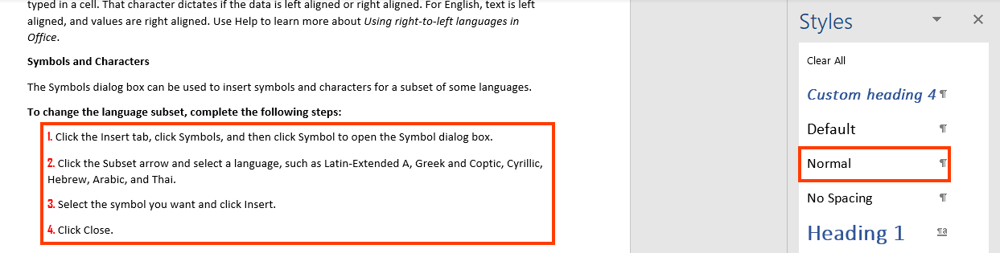 typed in a cell. That character dictates if the data is left aligned or right aligned. For English, text is left
aligned, and values are right aligned. Use Help to learn more about Using right-to-left languages in
Office.
Symbols and Characters
The Symbols dialog box can be used to insert symbols and characters for a subset of some languages.
To change the language subset, complete the following steps:
1. Click the Insert tab, click Symbols, and then click Symbol to open the Symbol dialog box.
2. Click the Subset arrow and select a language, such as Latin-Extended A, Greek and Coptic, Cyrillic,
Hebrew, Arabic, and Thai.
3. Select the symbol you want and click Insert.
4. Click Close.
Styles
Clear All
Custom heading 4 ¶
Default ¶
Normal ¶
No Spacing ¶
Heading 1 ¶a